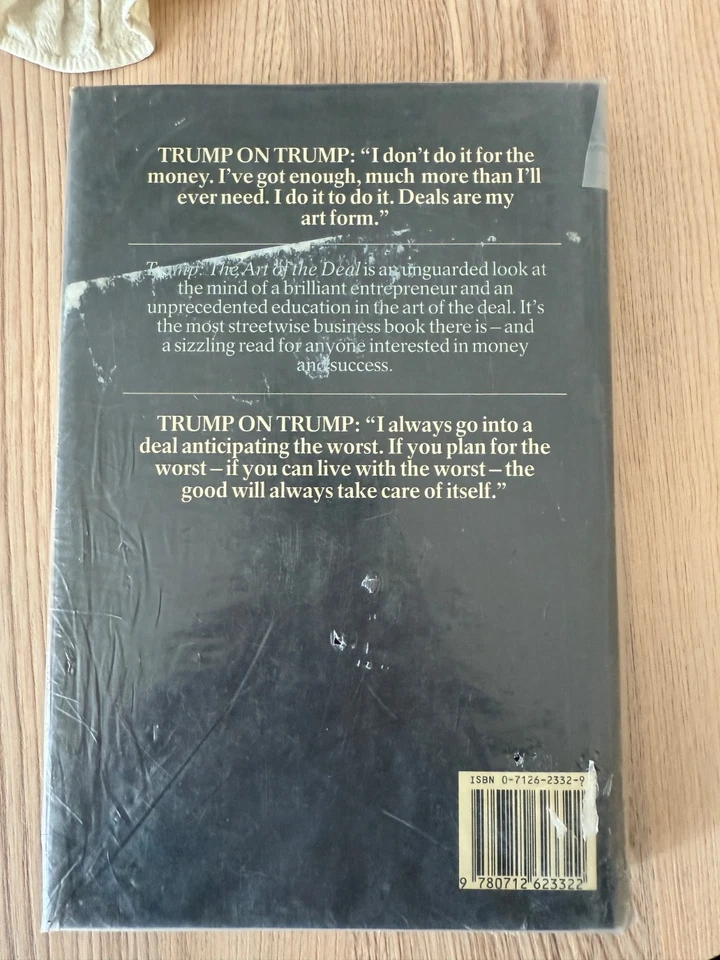 TRUMP ON TRUMP: “I don’t do it for the
money. I’ve got enough, much more than I’ll
ever need. I do it to do it. Deals are my
art form.”
Trump: The Art of the Deal is an unguarded look at
the mind of a brilliant entrepreneur and an
unprecedented education in the art of the deal. It’s
the most streetwise business book there is – and
a sizzling read for anyone interested in money
and success.
TRUMP ON TRUMP: “I always go into a
deal anticipating the worst. If you plan for the
worst – if you can live with the worst – the
good will always take care of itself.”
ISBN 0-7126-2332-9
9 780712 623322